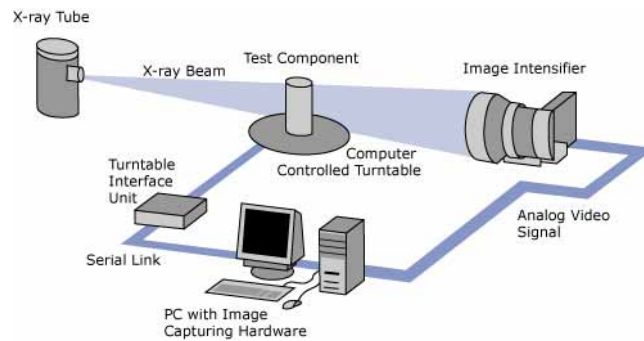 X-ray Tube
X-ray Beam
Test Component
Image Intensifier
Computer
Controlled Turntable
Turntable
Interface
Unit
Analog Video
Signal
Serial Link
PC with Image
Capturing Hardware